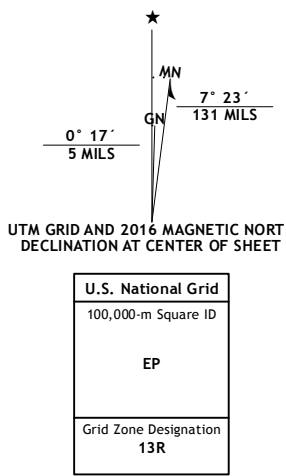 ★
MN
7° 23´
131 MILS
GN
0° 17´
5 MILS
UTM GRID AND 2016 MAGNETIC NORT
DECLINATION AT CENTER OF SHEET
U.S. National Grid
100,000-m Square ID
EP
Grid Zone Designation
13R